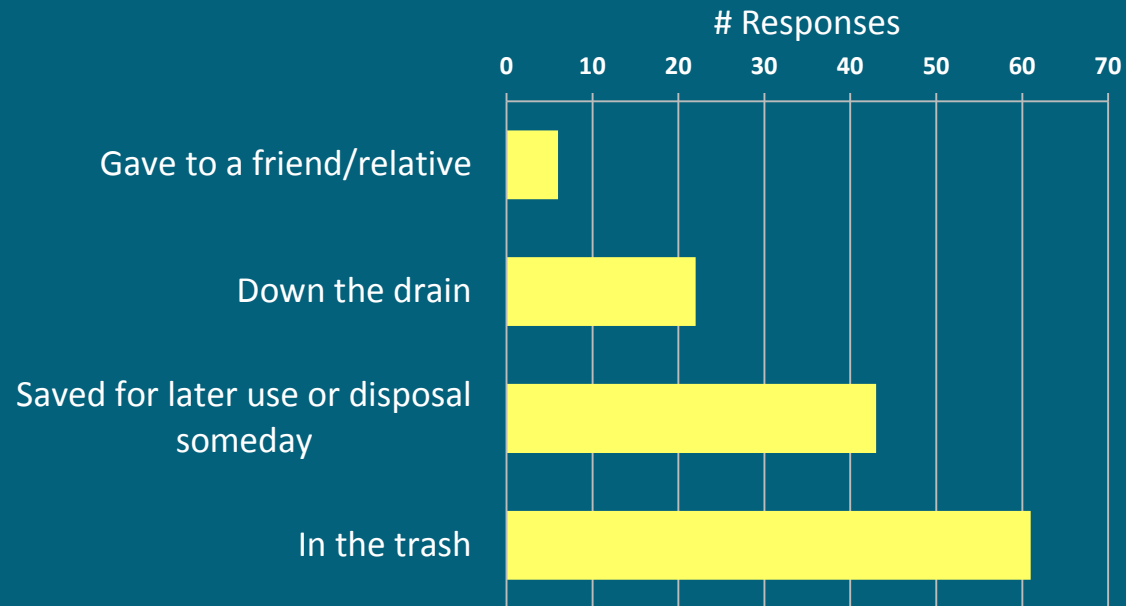 # Responses
0 10 20 30 40 50 60 70
Gave to a friend/relative
Down the drain
Saved for later use or disposal
someday
In the trash